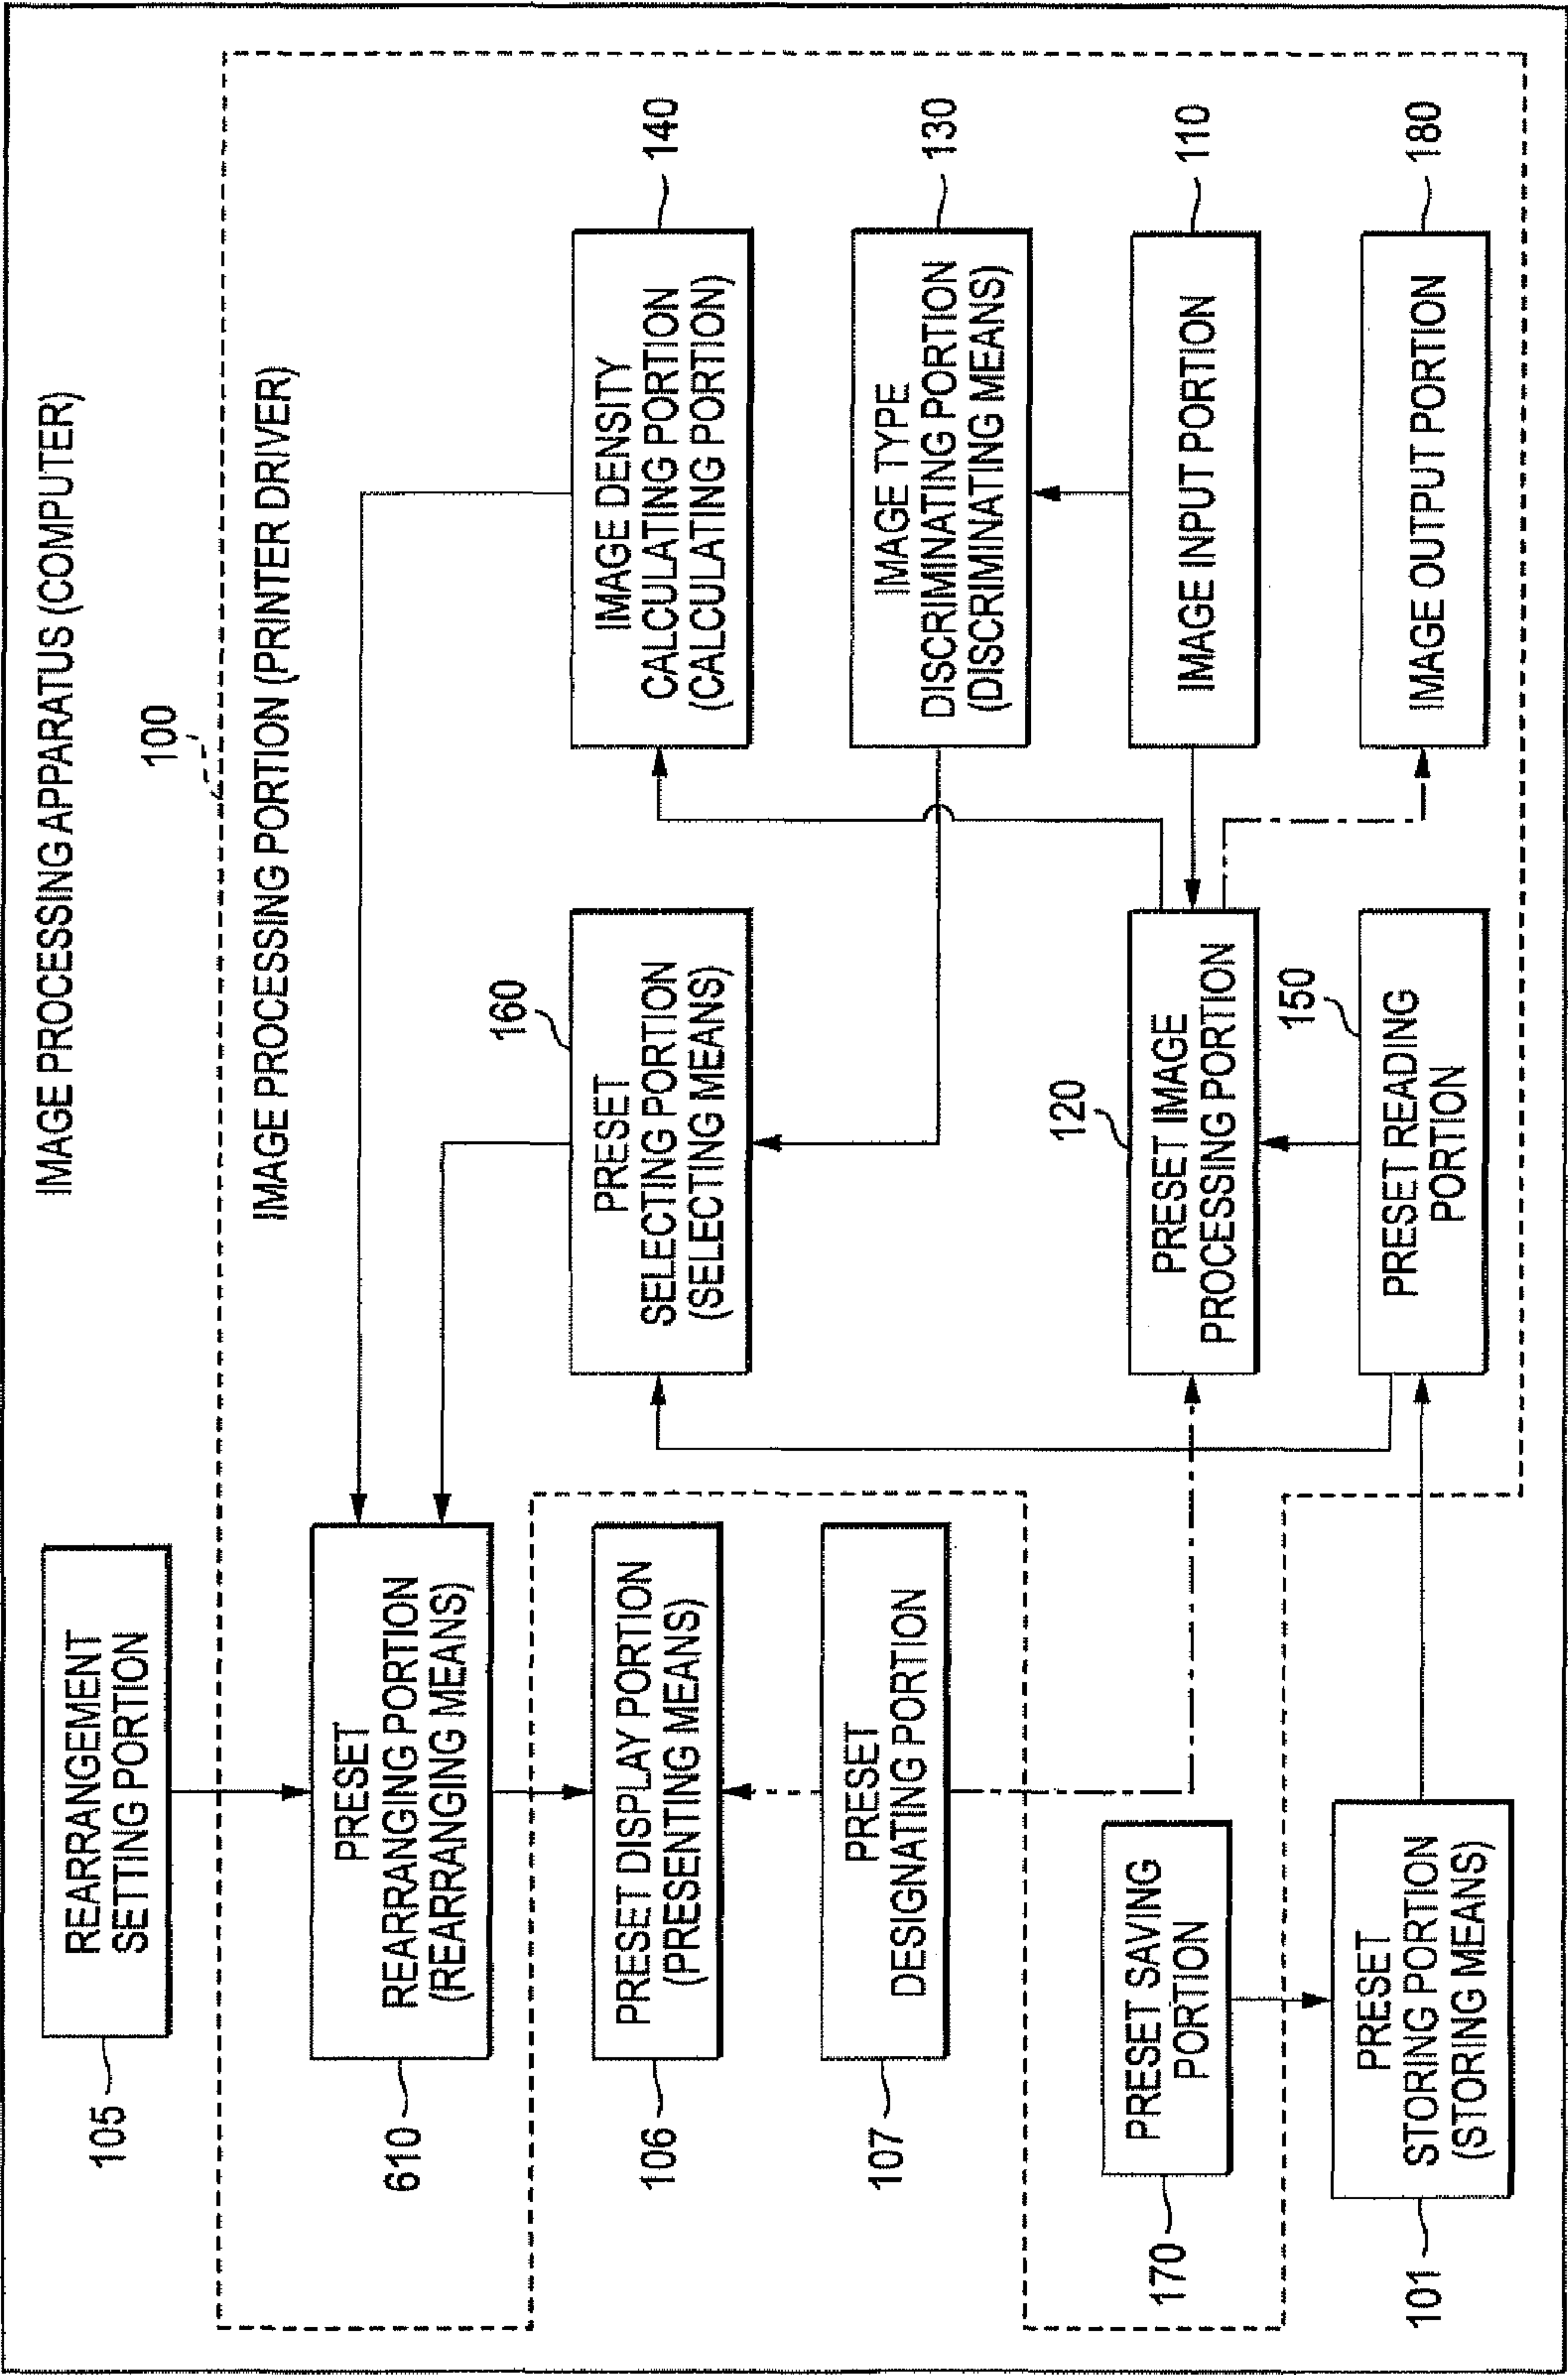 IMAGE PROCESSING APPARATUS (COMPUTER)
100
IMAGE PROCESSING PORTION (PRINTER DRIVER)
105
REARRANGEMENT
SETTING PORTION
610
PRESET
REARRANGING PORTION
(REARRANGING MEANS)
106
PRESET DISPLAY PORTION
(PRESENTING MEANS)
107
PRESET
DESIGNATING PORTION
170
PRESET SAVING
PORTION
101
PRESET
STORING PORTION
(STORING MEANS)
160
PRESET
SELECTING PORTION
(SELECTING MEANS)
120
PRESET IMAGE
PROCESSING PORTION
150
PRESET READING
PORTION
140
IMAGE DENSITY
CALCULATING PORTION
(CALCULATING PORTION)
130
IMAGE TYPE
DISCRIMINATING PORTION
(DISCRIMINATING MEANS)
110
IMAGE INPUT PORTION
180
IMAGE OUTPUT PORTION